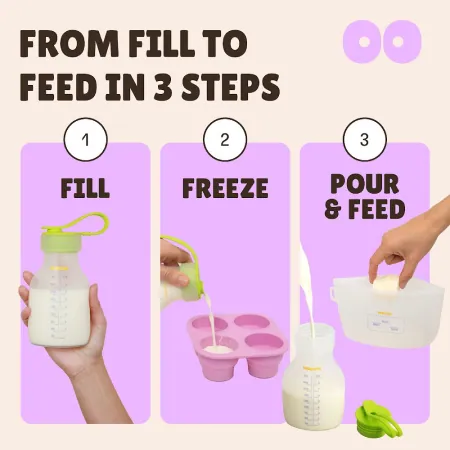 FROM FILL TO
FEED IN 3 STEPS
1
FILL
2
FREEZE
3
POUR
& FEED